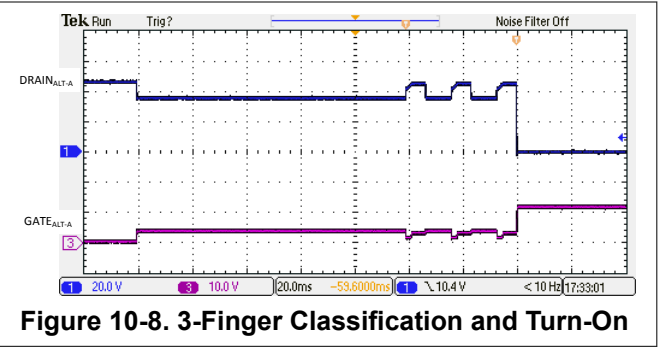 Tek Run Trig? Noise Filter Off
DRAINALT-A
1
GATEALT-A
3
1 20.0 V 3 10.0 V 20.0ms -59.6000ms 1 \ 10.4 V < 10 Hz 17:33:01
Figure 10-8. 3-Finger Classification and Turn-On